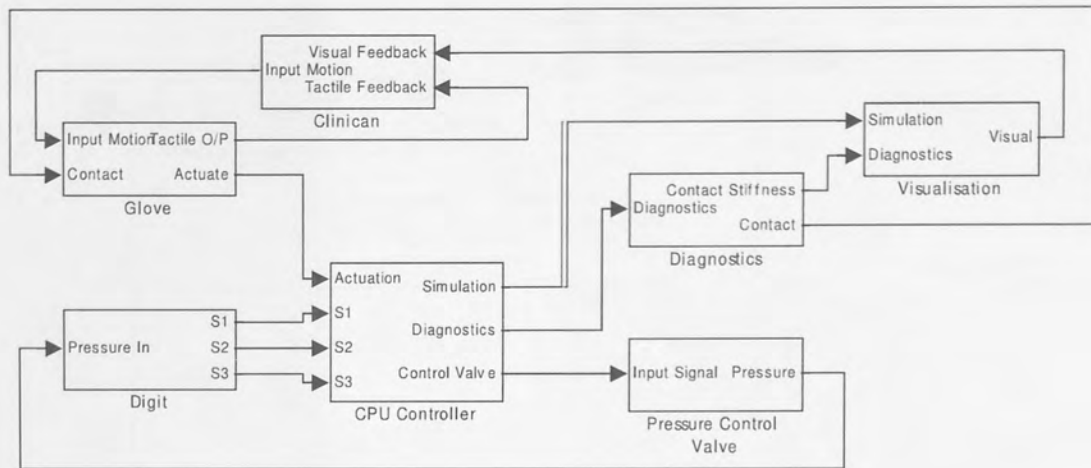 Visual Feedback
Input Motion
Tactile Feedback
Clinican
Input Motion Tactile O/P
Contact
Actuate
Glove
Simulation
Visual
Diagnostics
Visualisation
Contact Stiffness
Diagnostics
Contact
Diagnostics
Actuation
Simulation
S1
Diagnostics
S2
Control Valve
S3
CPU Controller
S1
Pressure In
S2
S3
Digit
Input Signal Pressure
Pressure Control
Valve